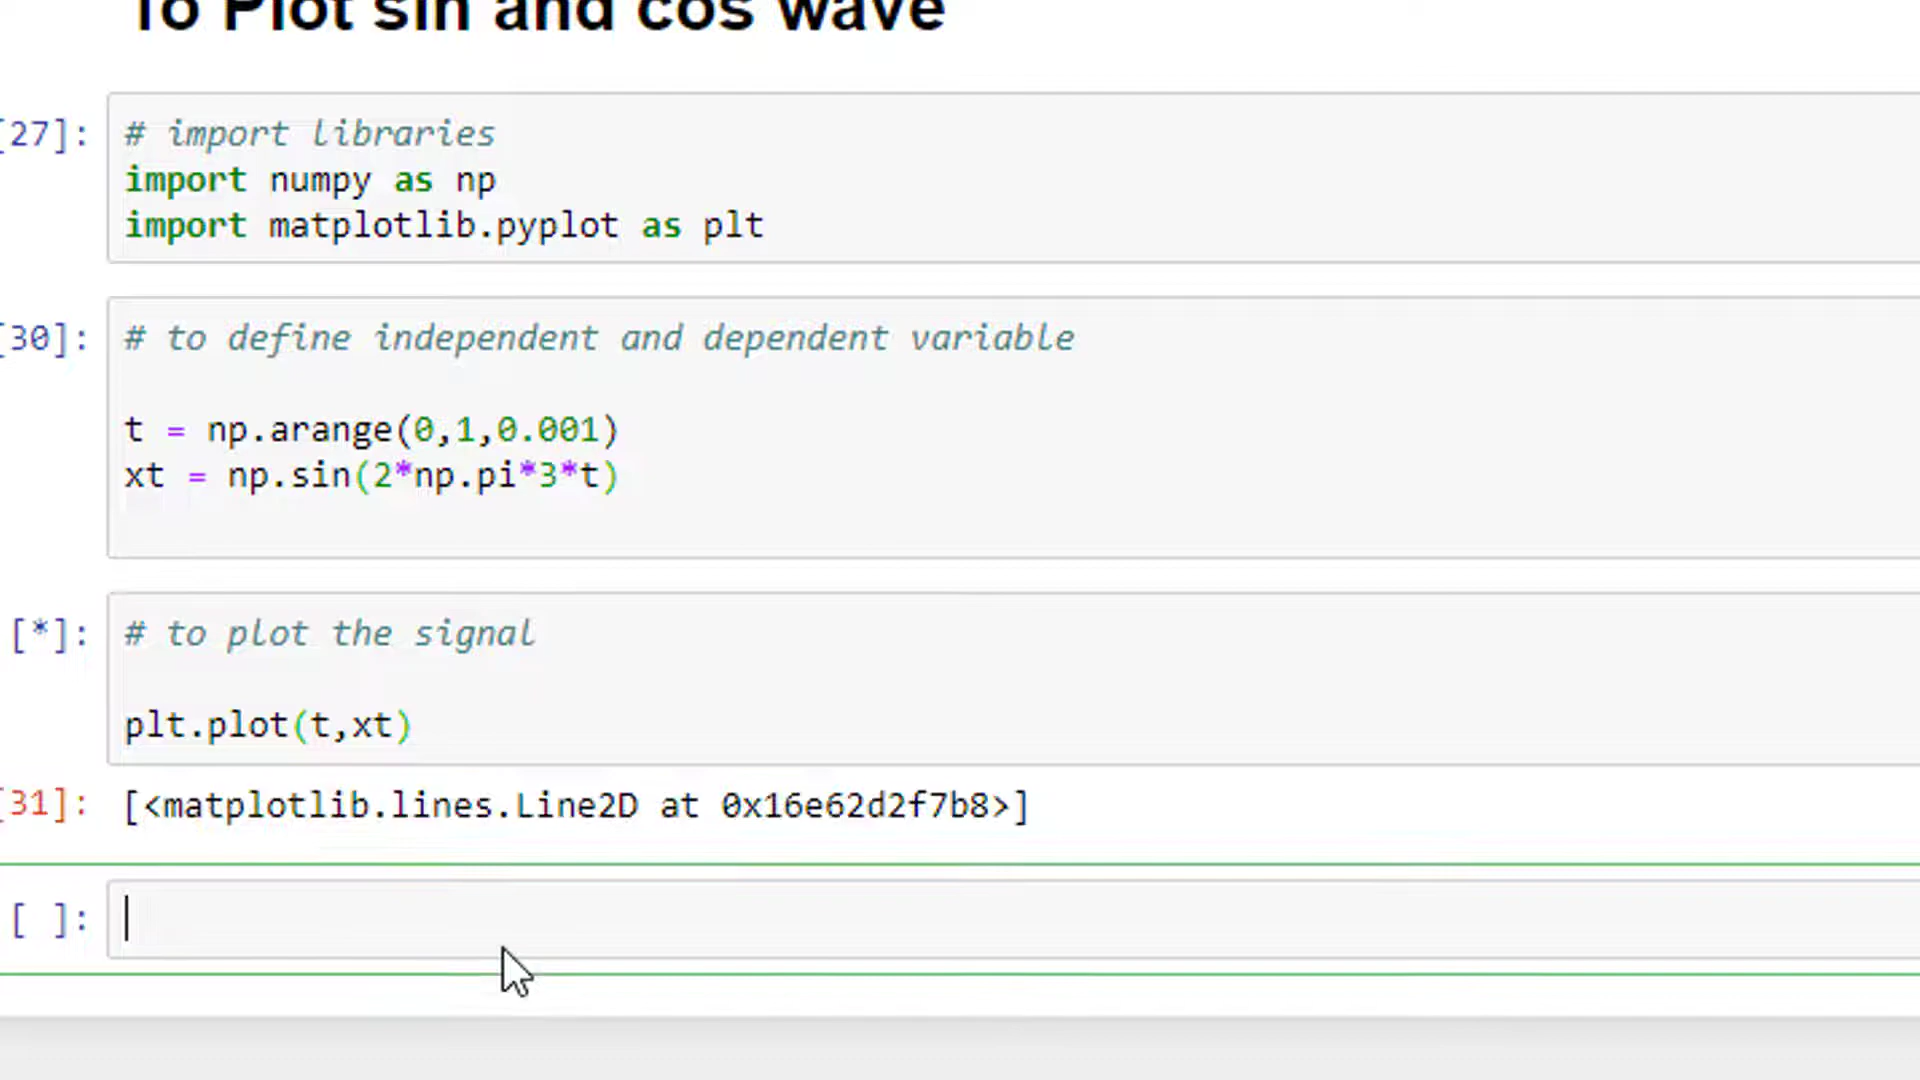 To Plot sin and cos wave
[27]: # import libraries
import numpy as np
import matplotlib.pyplot as plt
[30]: # to define independent and dependent variable
t = np.arange(0,1,0.001)
xt = np.sin(2*np.pi*3*t)
[*]: # to plot the signal
plt.plot(t,xt)
[31]: [<matplotlib.lines.Line2D at 0x16e62d2f7b8>]
[ ]: